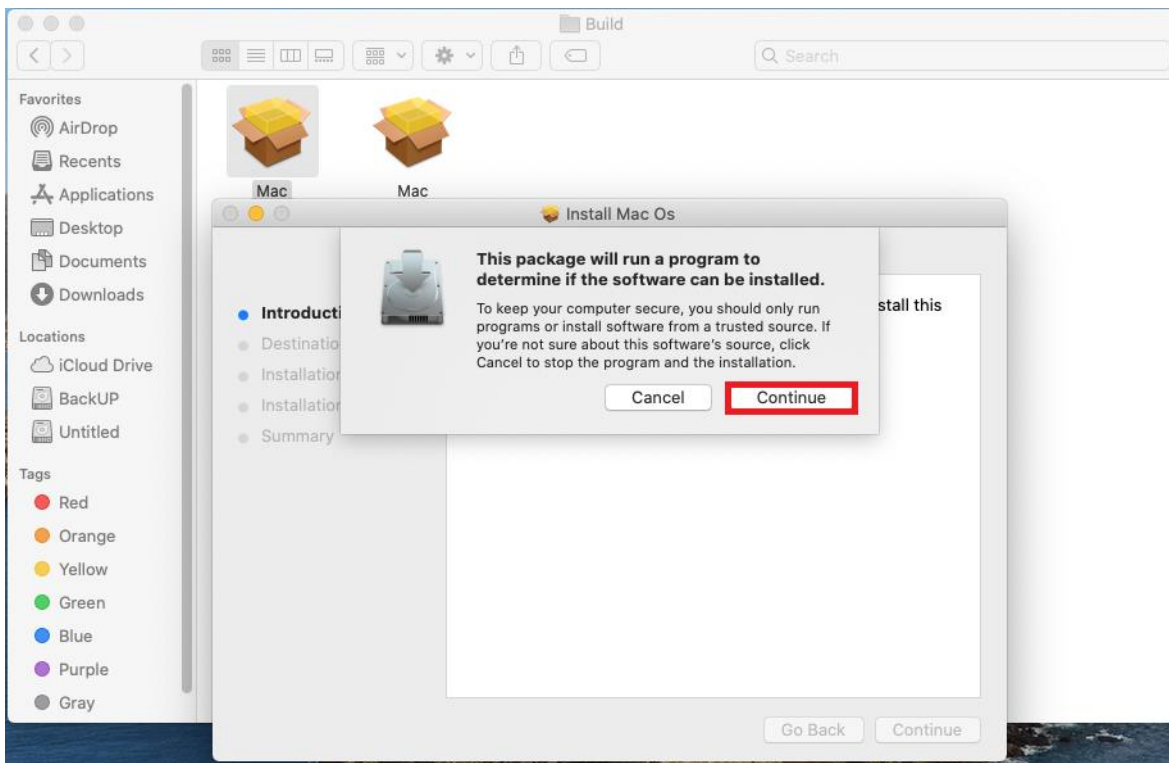 Build
Search
Favorites
AirDrop
Recents
Applications
Desktop
Documents
Downloads
Locations
iCloud Drive
BackUP
Untitled
Tags
Red
Orange
Yellow
Green
Blue
Purple
Gray
Mac
Mac
Install Mac Os
This package will run a program to
determine if the software can be installed.
To keep your computer secure, you should only run
programs or install software from a trusted source. If
you're not sure about this software's source, click
Cancel to stop the program and the installation.
Cancel
Continue
stall this
Introducti
Destinatio
Installation
Installation
Summary
Go Back
Continue